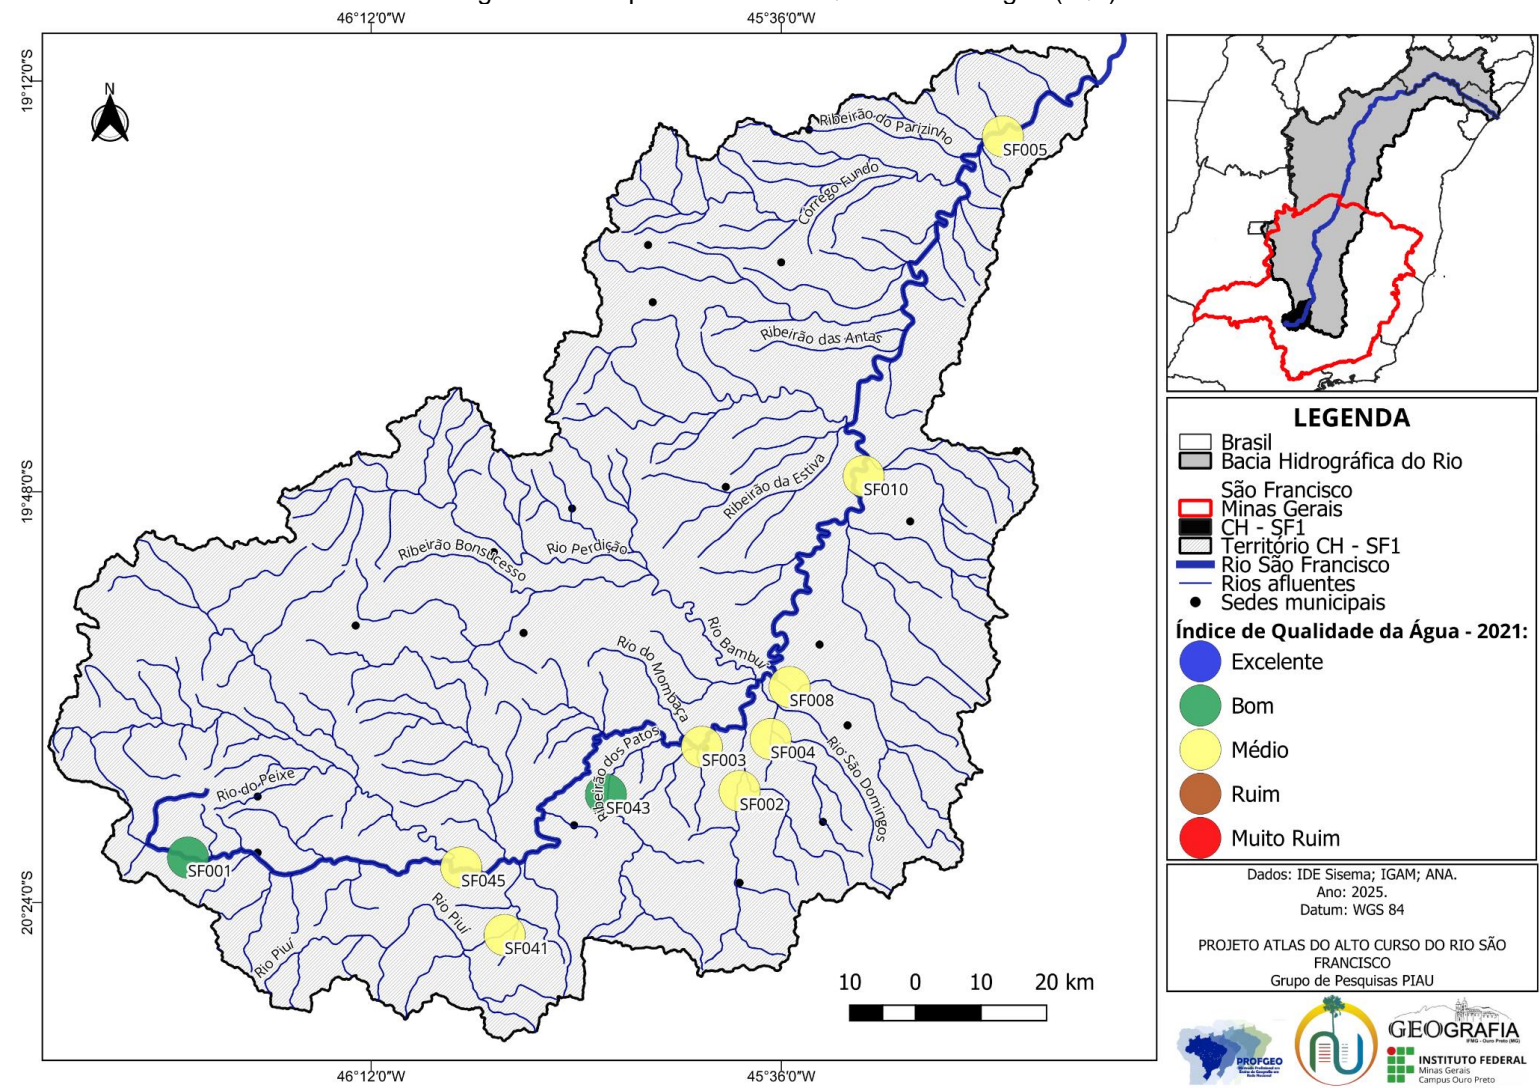 46°12'0"W
45°36'0"W
19°12'0"S
N
Ribeirão do Parizinho
SF005
Córrego Fundo
Ribeirão das Antas
19°48'0"S
Ribeirão da Estiva
SF010
Ribeirão Bonsucesso
Rio Perdição
Rio Bambuí
Rio do Mombaça
SF008
SF004
SF003
Rio São Domingos
Ribeirão dos Patos
SF002
SF043
Rio do Peixe
SF001
SF045
20°24'0"S
Rio Piuí
Rio Piuí
SF041
10 0 10 20 km
46°12'0"W
45°36'0"W
LEGENDA
Brasil
Bacia Hidrográfica do Rio
São Francisco
Minas Gerais
CH - SF1
Território CH - SF1
Rio São Francisco
Rios afluentes
Sedes municipais
Índice de Qualidade da Água - 2021:
Excelente
Bom
Médio
Ruim
Muito Ruim
Dados: IDE Sisema; IGAM; ANA.
Ano: 2025.
Datum: WGS 84
PROJETO ATLAS DO ALTO CURSO DO RIO SÃO
FRANCISCO
Grupo de Pesquisas PIAU
PROFGEO
GEOGRAFIA
IFMG - Ouro Preto (MG)
INSTITUTO FEDERAL
Minas Gerais
Campus Ouro Preto